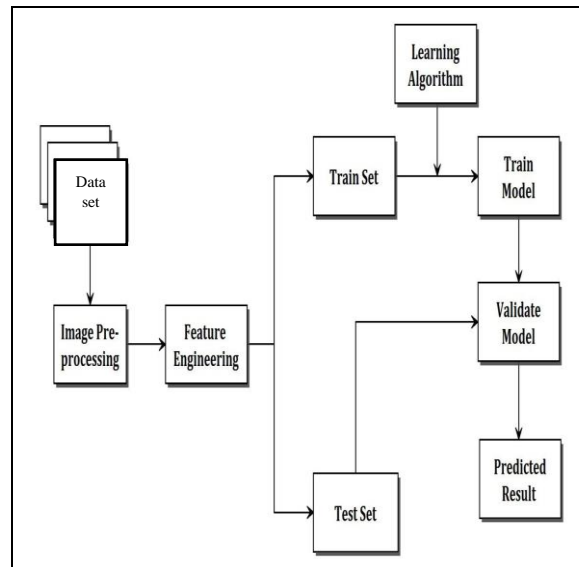 Learning
Algorithm
Data
set
Train Set
Train
Model
Image Pre-
processing
Feature
Engineering
Validate
Model
Test Set
Predicted
Result